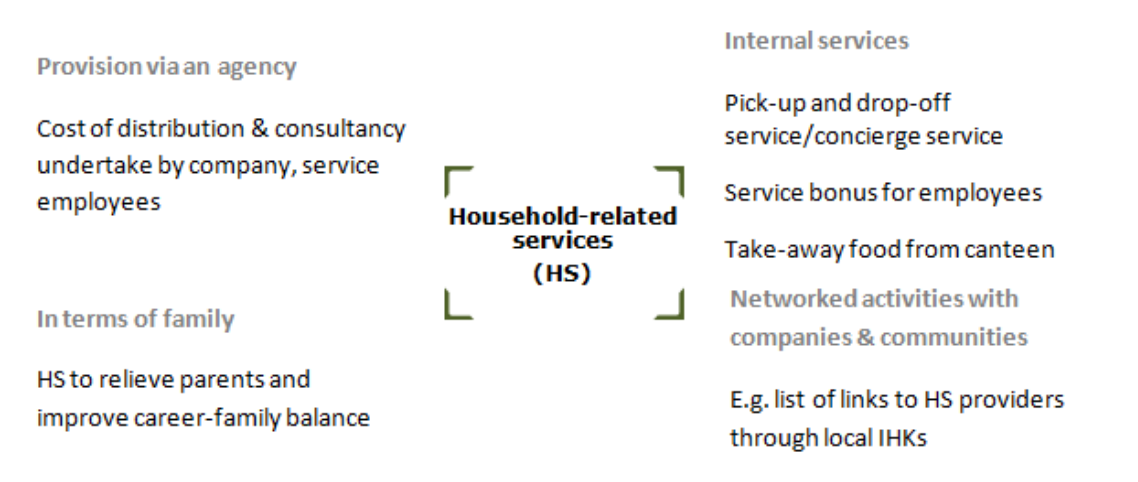 Provision via an agency
Cost of distribution & consultancy
undertake by company, service
employees
In terms of family
HS to relieve parents and
improve career-family balance
Household-related
services
(HS)
Internal services
Pick-up and drop-off
service/concierge service
Service bonus for employees
Take-away food from canteen
Networked activities with
companies & communities
E.g. list of links to HS providers
through local IHKs